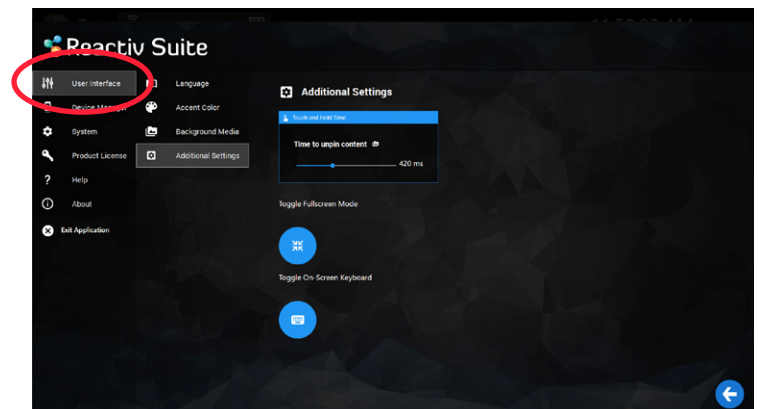 Reactiv Suite
User Interface
Device Manager
System
Product License
?
Help
About
Exit Application
Language
Accent Color
Background Media
Additional Settings
Additional Settings
Touch and Hold Time
Time to unpin content
420 ms
Toggle Fullscreen Mode
Toggle On-Screen Keyboard